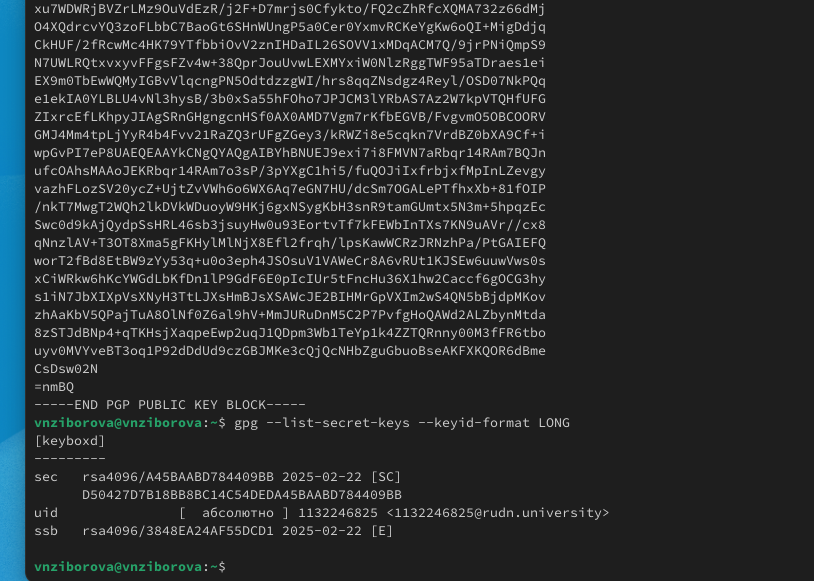 xu7WDWRjBVZrLMz9OuVdEzR/j2F+D7mrjs0Cfykto/FQ2cZhRfcXQMA732z66dMj
O4XQdrcvYQ3zoFLbbC7BaoGt6SHnWUngP5a0Cer0YxmvRCKeYgKw6oQI+MigDdjq
CkHUF/2fRcwMc4HK79YTfbbiOvV2znIHDaIL26SOVV1xMDqACM7Q/9jrPNiQmpS9
N7UWLRQtxvxyvFFgsFZv4w+38QprJouUvwLEXMYxiW0NlzRggTWF95aTDraes1ei
EX9m0TbEwWQMyIGBvVlqcngPN5OdtdzzgWI/hrs8qqZNsdgz4Reyl/OSD07NkPQq
e1ekIA0YLBLU4vNl3hysB/3b0xSa55hFOho7JPJCM3lYRbAS7Az2W7kpVTQHfUFG
ZIxrcEfLKhpyJIAgSRnGHgngcnHSf0AX0AMD7Vgm7rKfbEGVB/FvgvmO5OBCOORV
GMJ4Mm4tpLjYyR4b4Fvv21RaZQ3rUFgZGey3/kRWZi8e5cqkn7VrdBZ0bXA9Cf+i
wpGvPI7eP8UAEQEAAYkCNgQYAQgAIBYhBNUEJ9exi7i8FMVN7aRbqr14RAm7BQJn
ufcOAhsMAAoJEKRbqr14RAm7o3sP/3pYXgC1hi5/fuQOJiIxfrbjxfMpInLZevgy
vazhFLozSV20ycZ+UjtZvVWh6o6WX6Aq7eGN7HU/dcSm7OGALePTfhxXb+81fOIP
/nkT7MwgT2WQh2lkDVkWDuoyW9HKj6gxNSygKbH3snR9tamGUmtx5N3m+5hpqzEc
Swc0d9kAjQydpSsHRL46sb3jsuyHw0u93EortvTf7kFEWbInTXs7KN9uAVr//cx8
qNnzlAV+T3OT8Xma5gFKHylMlNjX8Efl2frqh/lpsKawWCRzJRNzhPa/PtGAIEFQ
worT2fBd8EtBW9zYy53q+u0o3eph4JSOsuV1VAWeCr8A6vRUt1KJSEw6uuwVws0s
xCiWRkw6hKcYWGdLbKfDn1lP9GdF6E0pIcIUr5tFncHu36X1hw2Caccf6gOCG3hy
s1iN7JbXIXpVsXNyH3TtLJXsHmBJsXSAWcJE2BIHMrGpVXIm2wS4QN5bBjdpMKov
zhAaKbV5QPajTuA8OlNf0Z6al9hV+MmJURuDnM5C2P7PvfgHoQAWd2ALZbynMtda
8zSTJdBNp4+qTKHsjXaqpeEwp2uqJ1QDpm3Wb1TeYp1k4ZZTQRnny00M3fFR6tbo
uyv0MVYveBT3oq1P92dDdUd9czGBJMKe3cQjQcNHbZguGbuoBseAKFXKQOR6dBme
CsDsw02N
=nmBQ
-----END PGP PUBLIC KEY BLOCK-----
vnziborova@vnziborova:~$ gpg --list-secret-keys --keyid-format LONG
[keyboxd]
---------
sec   rsa4096/A45BAABD784409BB 2025-02-22 [SC]
      D50427D7B18BB8BC14C54DEDA45BAABD784409BB
uid               [  абсолютно ] 1132246825 <1132246825@rudn.university>
ssb   rsa4096/3848EA24AF55DCD1 2025-02-22 [E]
vnziborova@vnziborova:~$